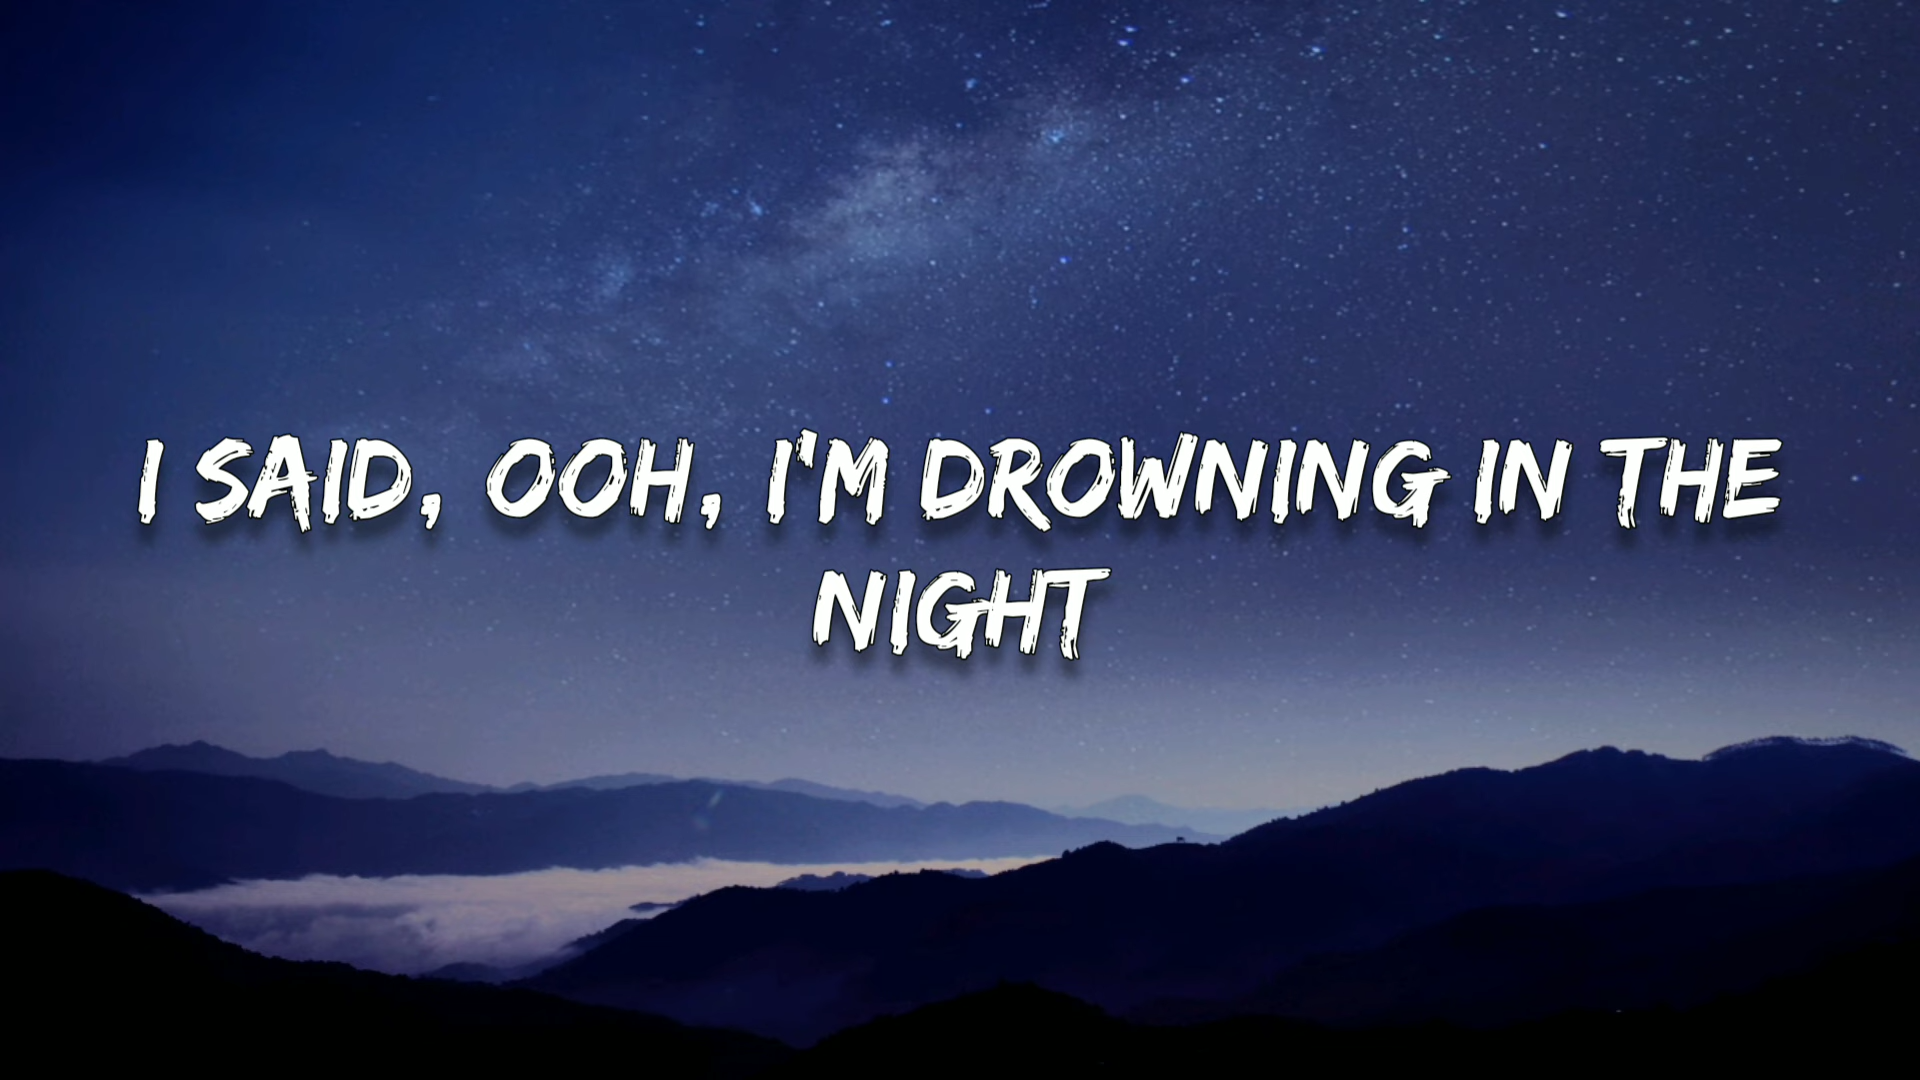 I SAID, OOH, I'M DROWNING IN THE
NIGHT